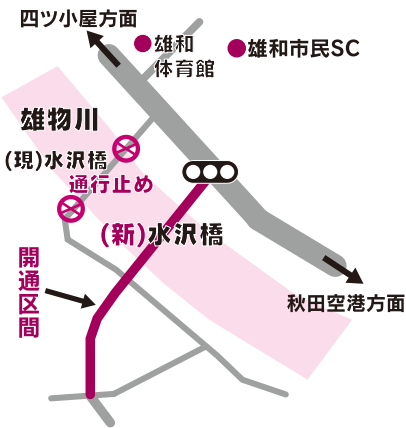 四ツ小屋方面
雄和
体育館
雄和市民SC
雄物川
(現)水沢橋
通行止め
(新)水沢橋
開通区間
秋田空港方面